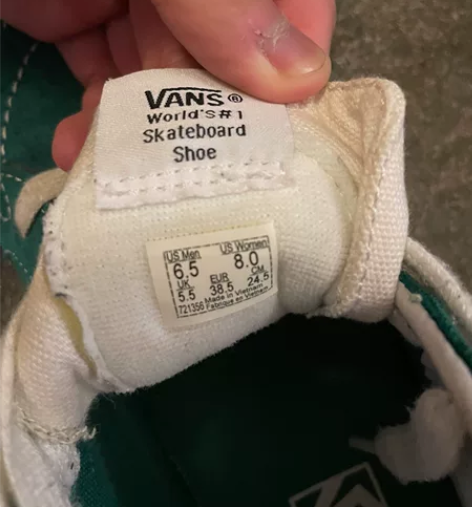 VANS®
World's #1
Skateboard
Shoe
US Men US Women
6.5 8.0
UK EUR CM
5.5 38.5 24.5
721356 Made in Vietnam
Fabriqué en Vietnam